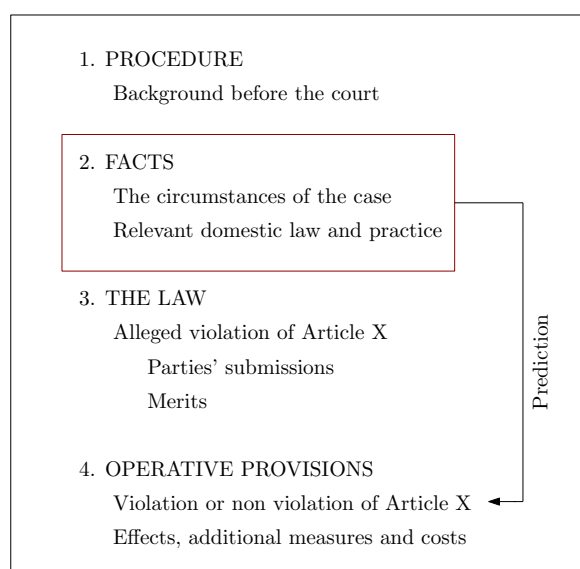 1. PROCEDURE
Background before the court
2. FACTS
The circumstances of the case
Relevant domestic law and practice
3. THE LAW
Alleged violation of Article X
Parties’ submissions
Merits
Prediction
4. OPERATIVE PROVISIONS
Violation or non violation of Article X
Effects, additional measures and costs